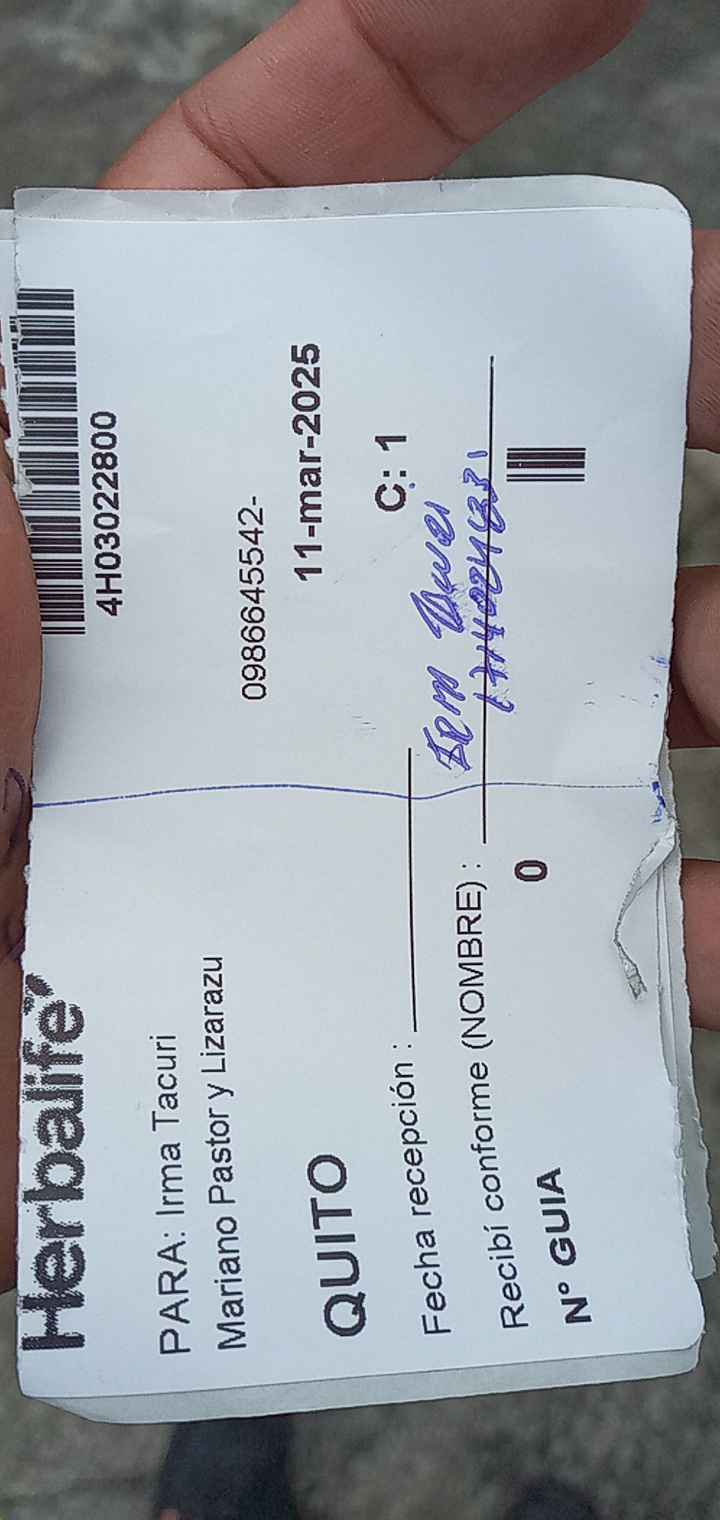 Herbalife
4H03022800
PARA: Irma Tacuri
Mariano Pastor y Lizarazu
0986645542-
QUITO
11-mar-2025
C: 1
Fecha recepción :
Recibí conforme (NOMBRE) :
0
N° GUIA